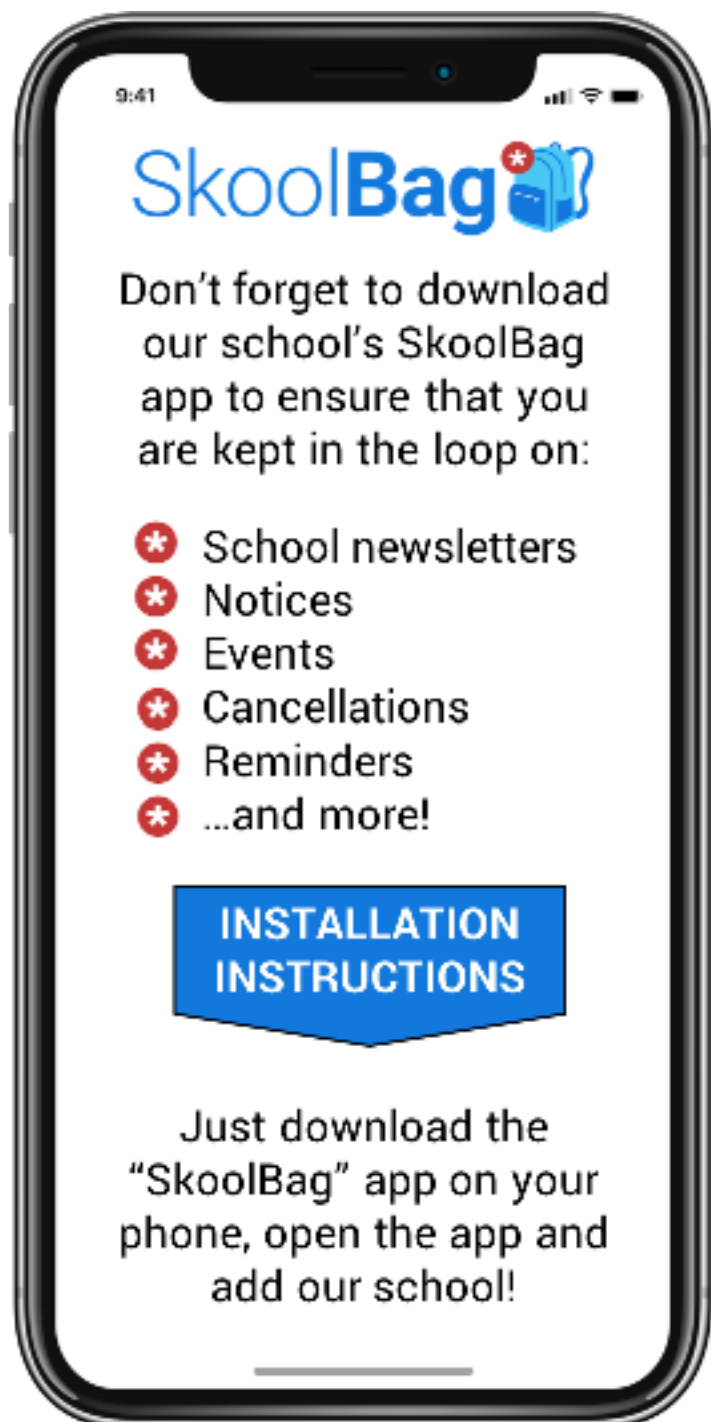 9:41
SkoolBag
Don’t forget to download
our school’s SkoolBag
app to ensure that you
are kept in the loop on:
School newsletters
Notices
Events
Cancellations
Reminders
...and more!
INSTALLATION
INSTRUCTIONS
Just download the
“SkoolBag” app on your
phone, open the app and
add our school!